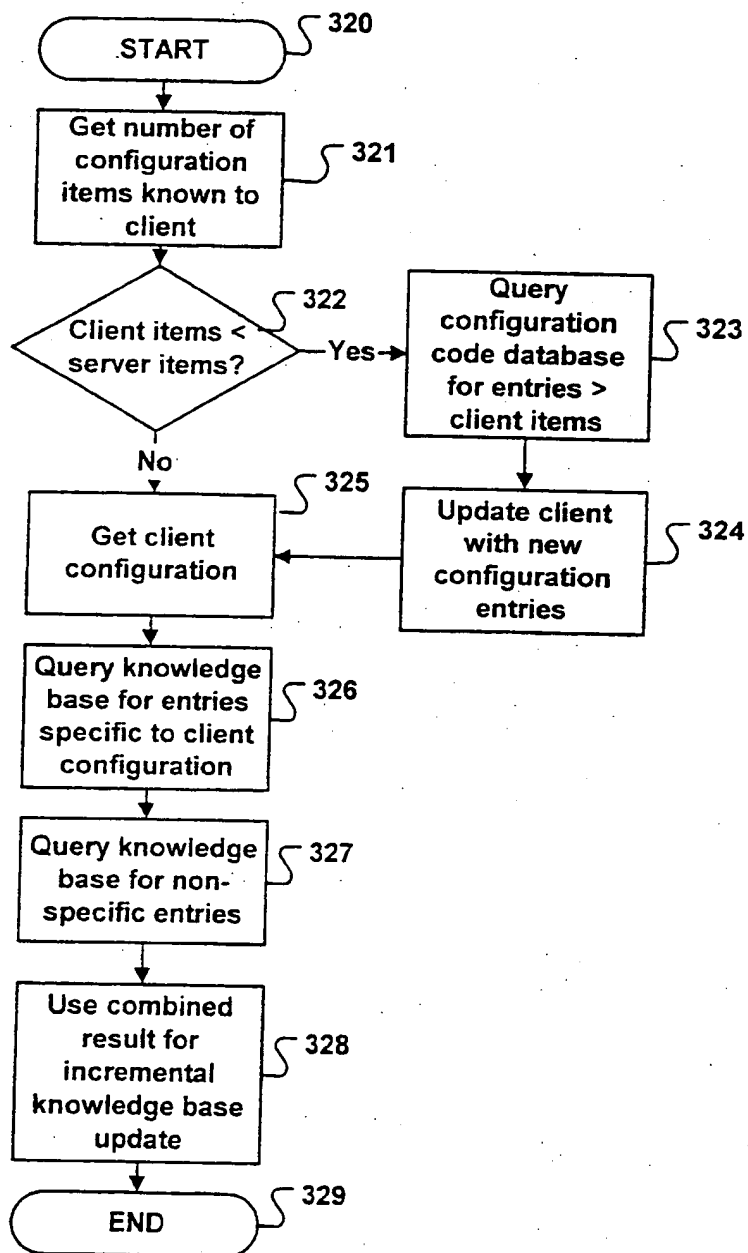 START
320
Get number of
configuration
items known to
client
321
Client items <
server items?
322
Yes
Query
configuration
code database
for entries >
client items
323
No
Update client
with new
configuration
entries
324
Get client
configuration
325
Query knowledge
base for entries
specific to client
configuration
326
Query knowledge
base for non-
specific entries
327
Use combined
result for
incremental
knowledge base
update
328
END
329